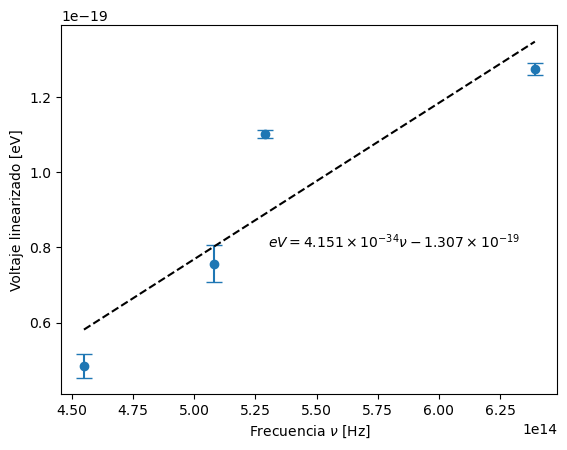 1e−19
1.2
1.0
0.8
0.6
Voltaje linearizado [eV]
eV = 4.151 × 10⁻³⁴ν − 1.307 × 10⁻¹⁹
4.50 4.75 5.00 5.25 5.50 5.75 6.00 6.25
1e14
Frecuencia ν [Hz]